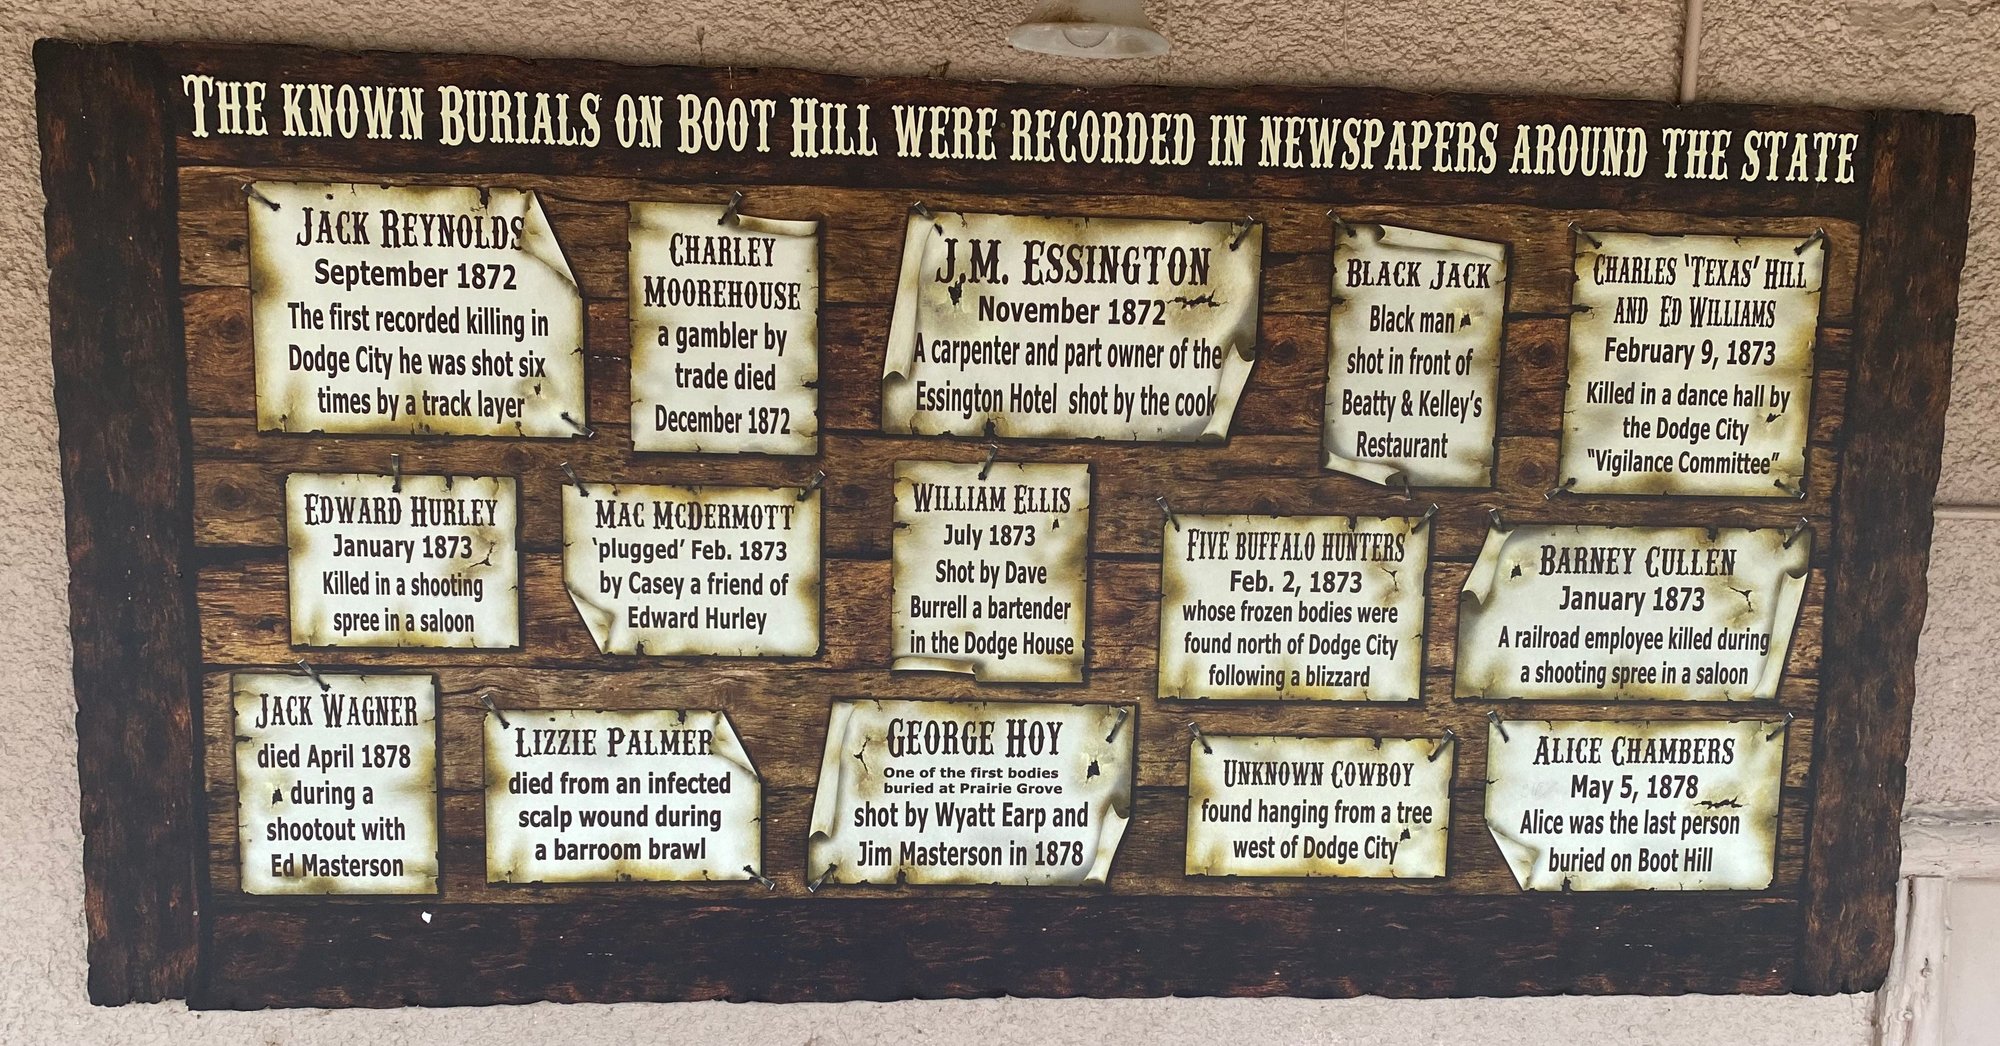 THE KNOWN BURIALS ON BOOT HILL WERE RECORDED IN NEWSPAPERS AROUND THE STATE
JACK REYNOLDS
September 1872
The first recorded killing in
Dodge City he was shot six
times by a track layer
CHARLEY
MOOREHOUSE
a gambler by
trade died
December 1872
J.M. ESSINGTON
November 1872
A carpenter and part owner of the
Essington Hotel shot by the cook
BLACK JACK
Black man
shot in front of
Beatty & Kelley's
Restaurant
CHARLES 'TEXAS' HILL
AND ED WILLIAMS
February 9, 1873
Killed in a dance hall by
the Dodge City
"Vigilance Committee"
EDWARD HURLEY
January 1873
Killed in a shooting
spree in a saloon
MAC MCDERMOTT
'plugged' Feb. 1873
by Casey a friend of
Edward Hurley
WILLIAM ELLIS
July 1873
Shot by Dave
Burrell a bartender
in the Dodge House
FIVE BUFFALO HUNTERS
Feb. 2, 1873
whose frozen bodies were
found north of Dodge City
following a blizzard
BARNEY CULLEN
January 1873
A railroad employee killed during
a shooting spree in a saloon
JACK WAGNER
died April 1878
during a
shootout with
Ed Masterson
LIZZIE PALMER
died from an infected
scalp wound during
a barroom brawl
GEORGE HOY
One of the first bodies
buried at Prairie Grove
shot by Wyatt Earp and
Jim Masterson in 1878
UNKNOWN COWBOY
found hanging from a tree
west of Dodge City
ALICE CHAMBERS
May 5, 1878
Alice was the last person
buried on Boot Hill